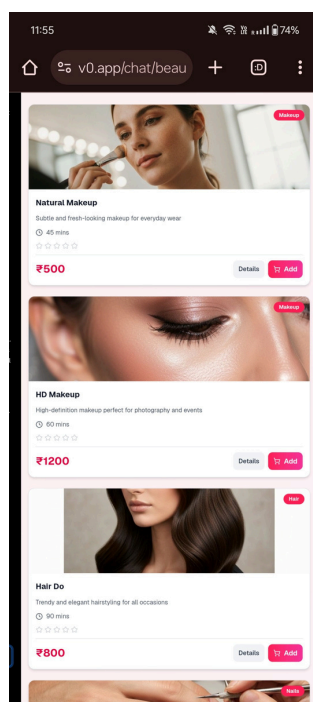 11:55
74%
v0.app/chat/beau
:D
Makeup
Natural Makeup
Subtle and fresh-looking makeup for everyday wear
45 mins
₹500
Details
Add
Makeup
HD Makeup
High-definition makeup perfect for photography and events
60 mins
₹1200
Details
Add
Hair
Hair Do
Trendy and elegant hairstyling for all occasions
90 mins
₹800
Details
Add
Nails